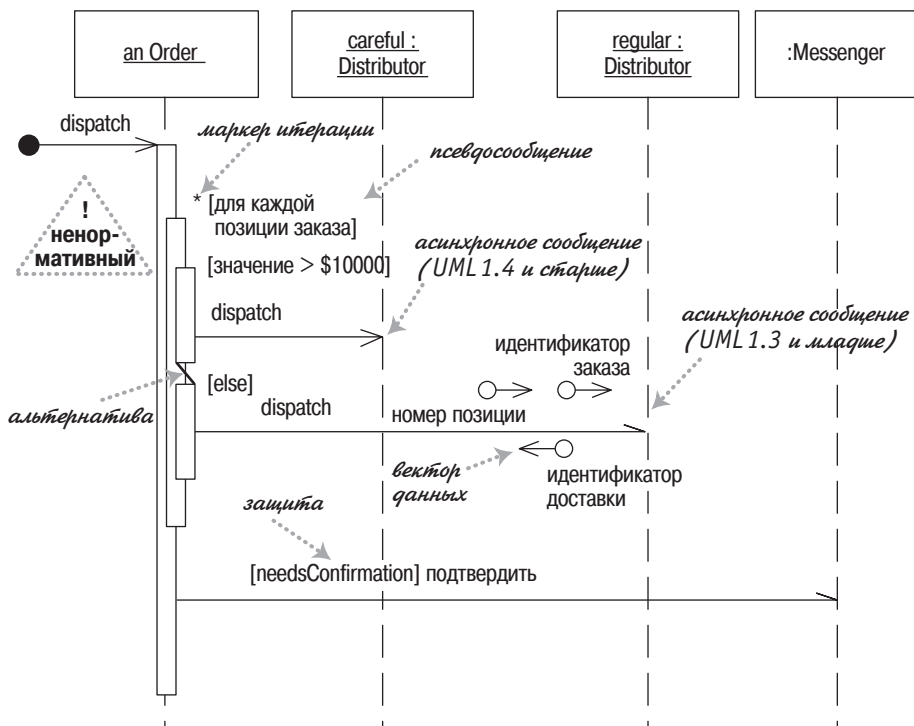 an Order
careful :
Distributor
regular :
Distributor
:Messenger
dispatch
маркер итерации
псевдосообщение
* [для каждой
позиции заказа]
!
ненор-
мативный
асинхронное сообщение
(UML 1.4 и старше)
[значение > $10000]
dispatch
асинхронное сообщение
(UML 1.3 и младше)
идентификатор
заказа
[else]
альтернатива
dispatch
номер позиции
вектор
данных
идентификатор
доставки
защита
[needsConfirmation] подтвердить